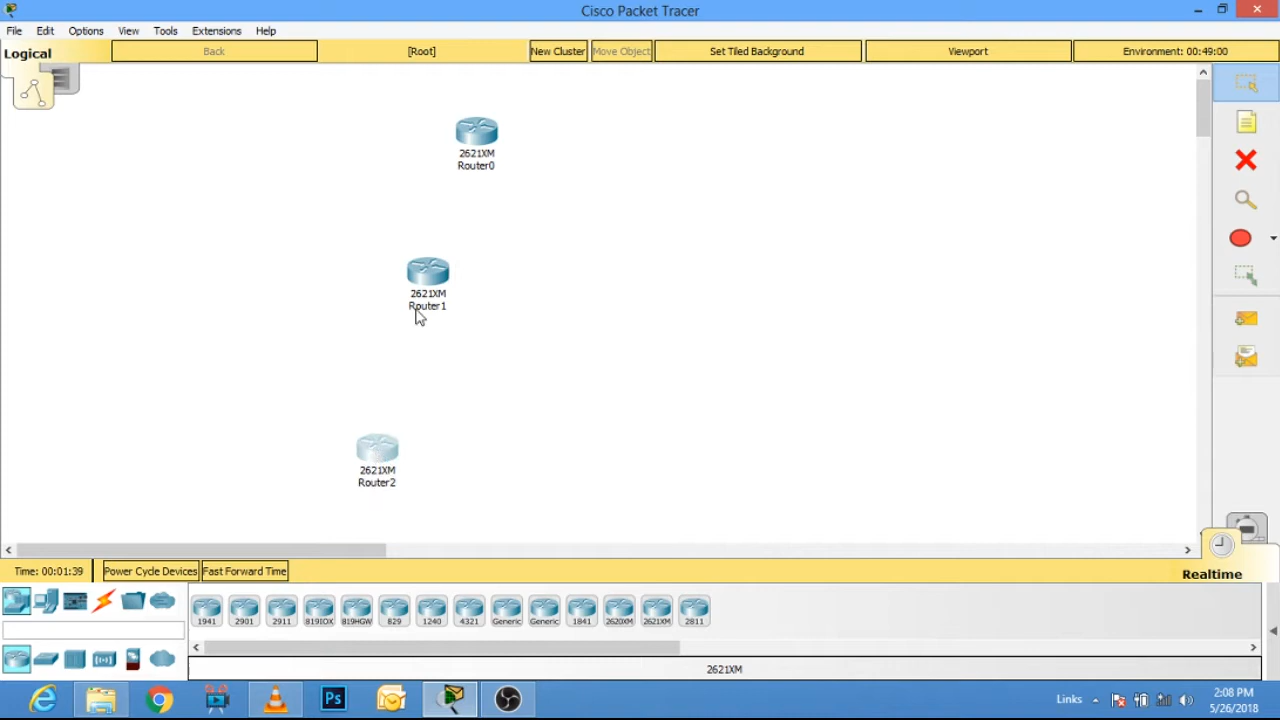 Cisco Packet Tracer
File Edit Options View Tools Extensions Help
Logical Back [Root] New Cluster Move Object Set Tiled Background Viewport Environment: 00:49:00
2621XM
Router0
2621XM
Router1
2621XM
Router2
Time: 00:01:39 Power Cycle Devices Fast Forward Time Realtime
1941 2901 2911 819IOX 819HGW 829 1240 4321 Generic Generic 1841 2620XM 2621XM 2811
2621XM
Ps Links 2:08 PM
5/26/2018